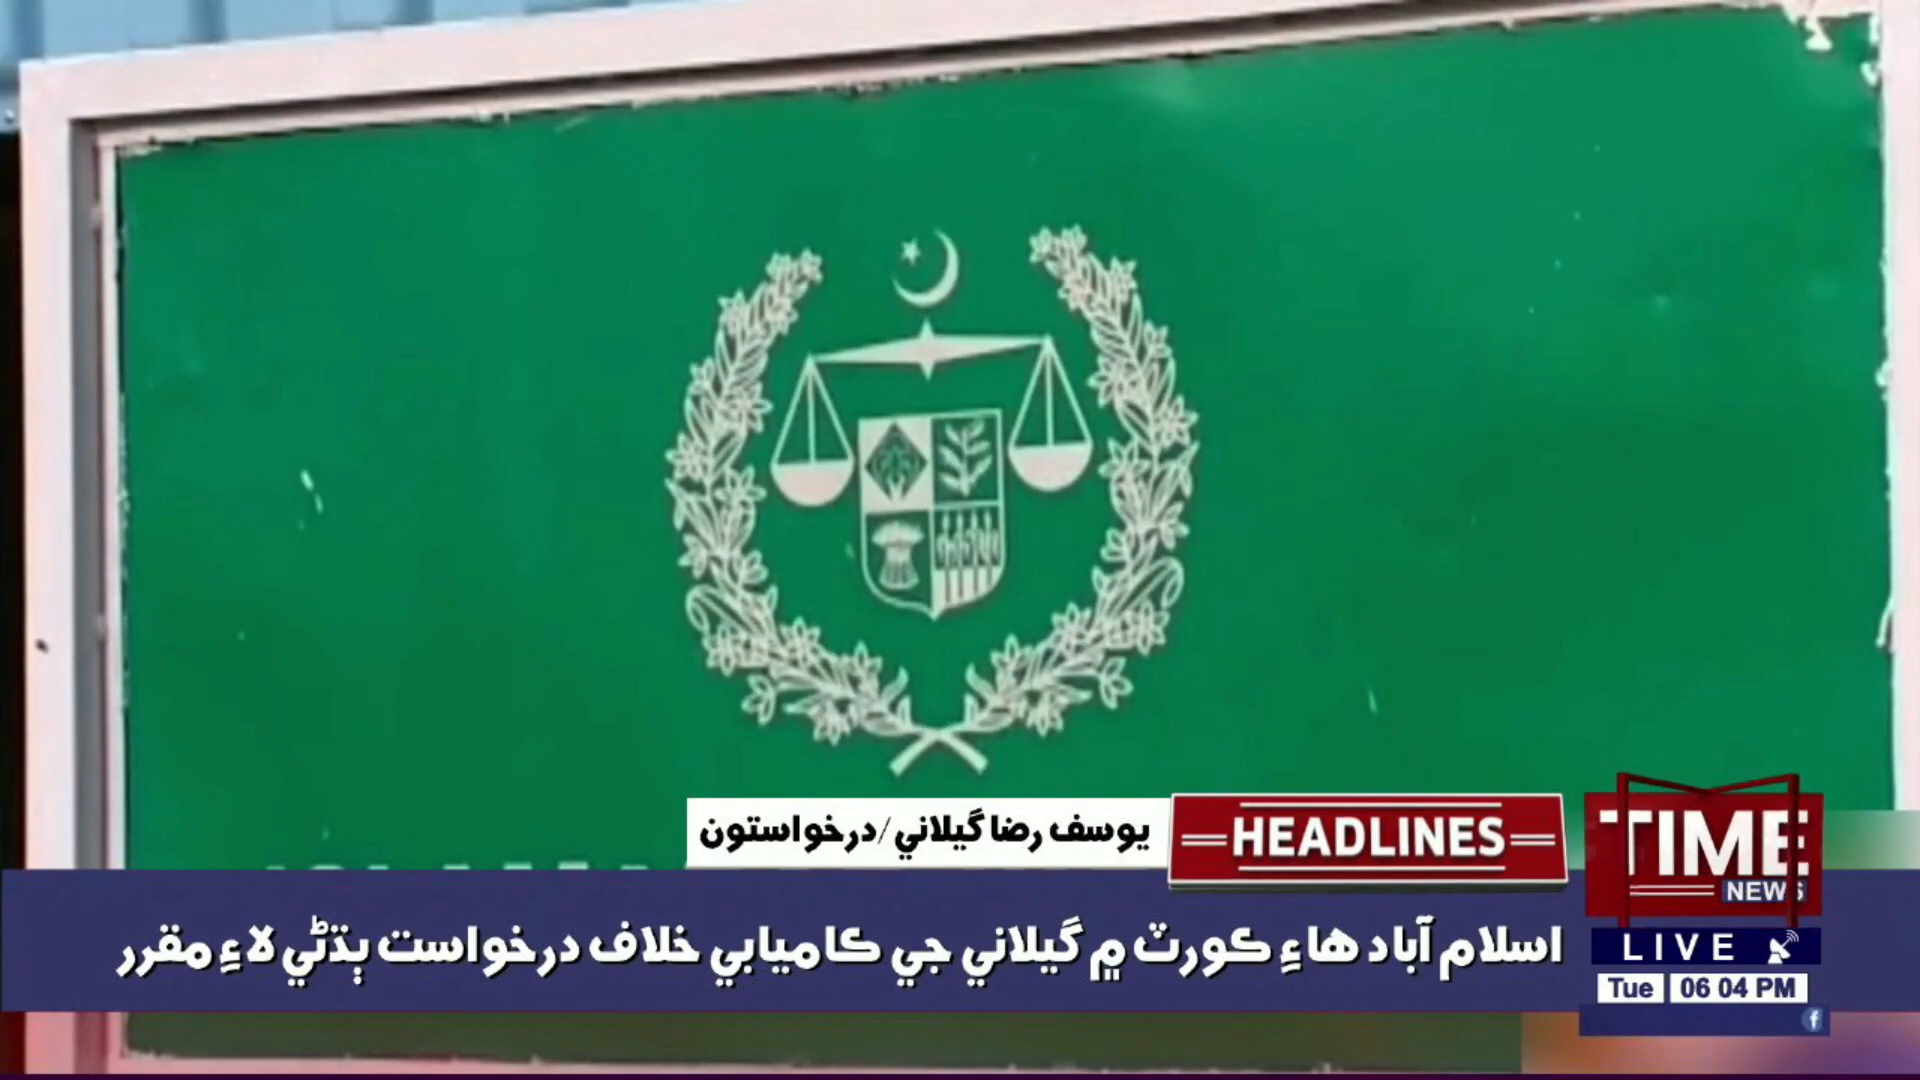 يوسف رضا گيلاني/درخواستون
HEADLINES
اسلام آباد هاءِ ڪورٽ ۾ گيلاني جي ڪاميابي خلاف درخواست ٻڌڻي لاءِ مقرر
TIME
NEWS
LIVE
Tue 06 04 PM